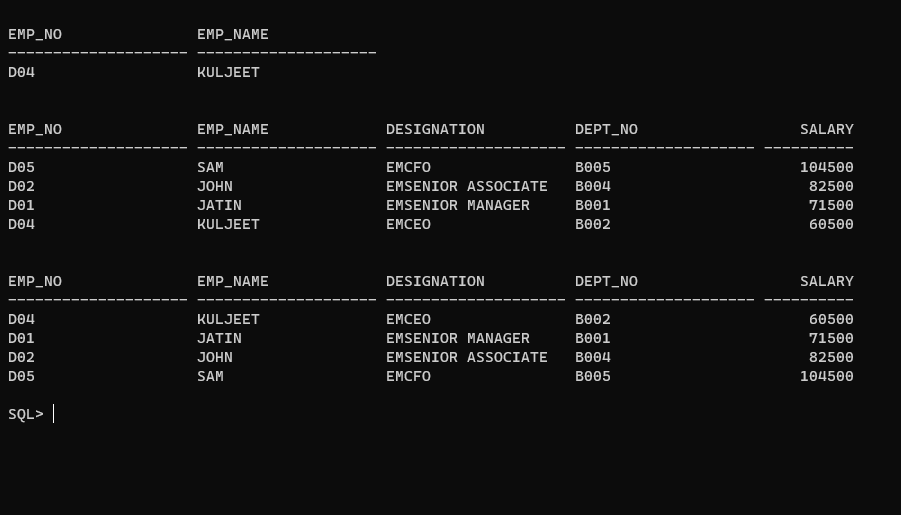 EMP_NO               EMP_NAME
-------------------- --------------------
D04                  KULJEET
EMP_NO               EMP_NAME             DESIGNATION          DEPT_NO                  SALARY
-------------------- -------------------- -------------------- -------------------- ----------
D05                  SAM                  EMCFO                B005                     104500
D02                  JOHN                 EMSENIOR ASSOCIATE   B004                      82500
D01                  JATIN                EMSENIOR MANAGER     B001                      71500
D04                  KULJEET              EMCEO                B002                      60500
EMP_NO               EMP_NAME             DESIGNATION          DEPT_NO                  SALARY
-------------------- -------------------- -------------------- -------------------- ----------
D04                  KULJEET              EMCEO                B002                      60500
D01                  JATIN                EMSENIOR MANAGER     B001                      71500
D02                  JOHN                 EMSENIOR ASSOCIATE   B004                      82500
D05                  SAM                  EMCFO                B005                     104500
SQL>